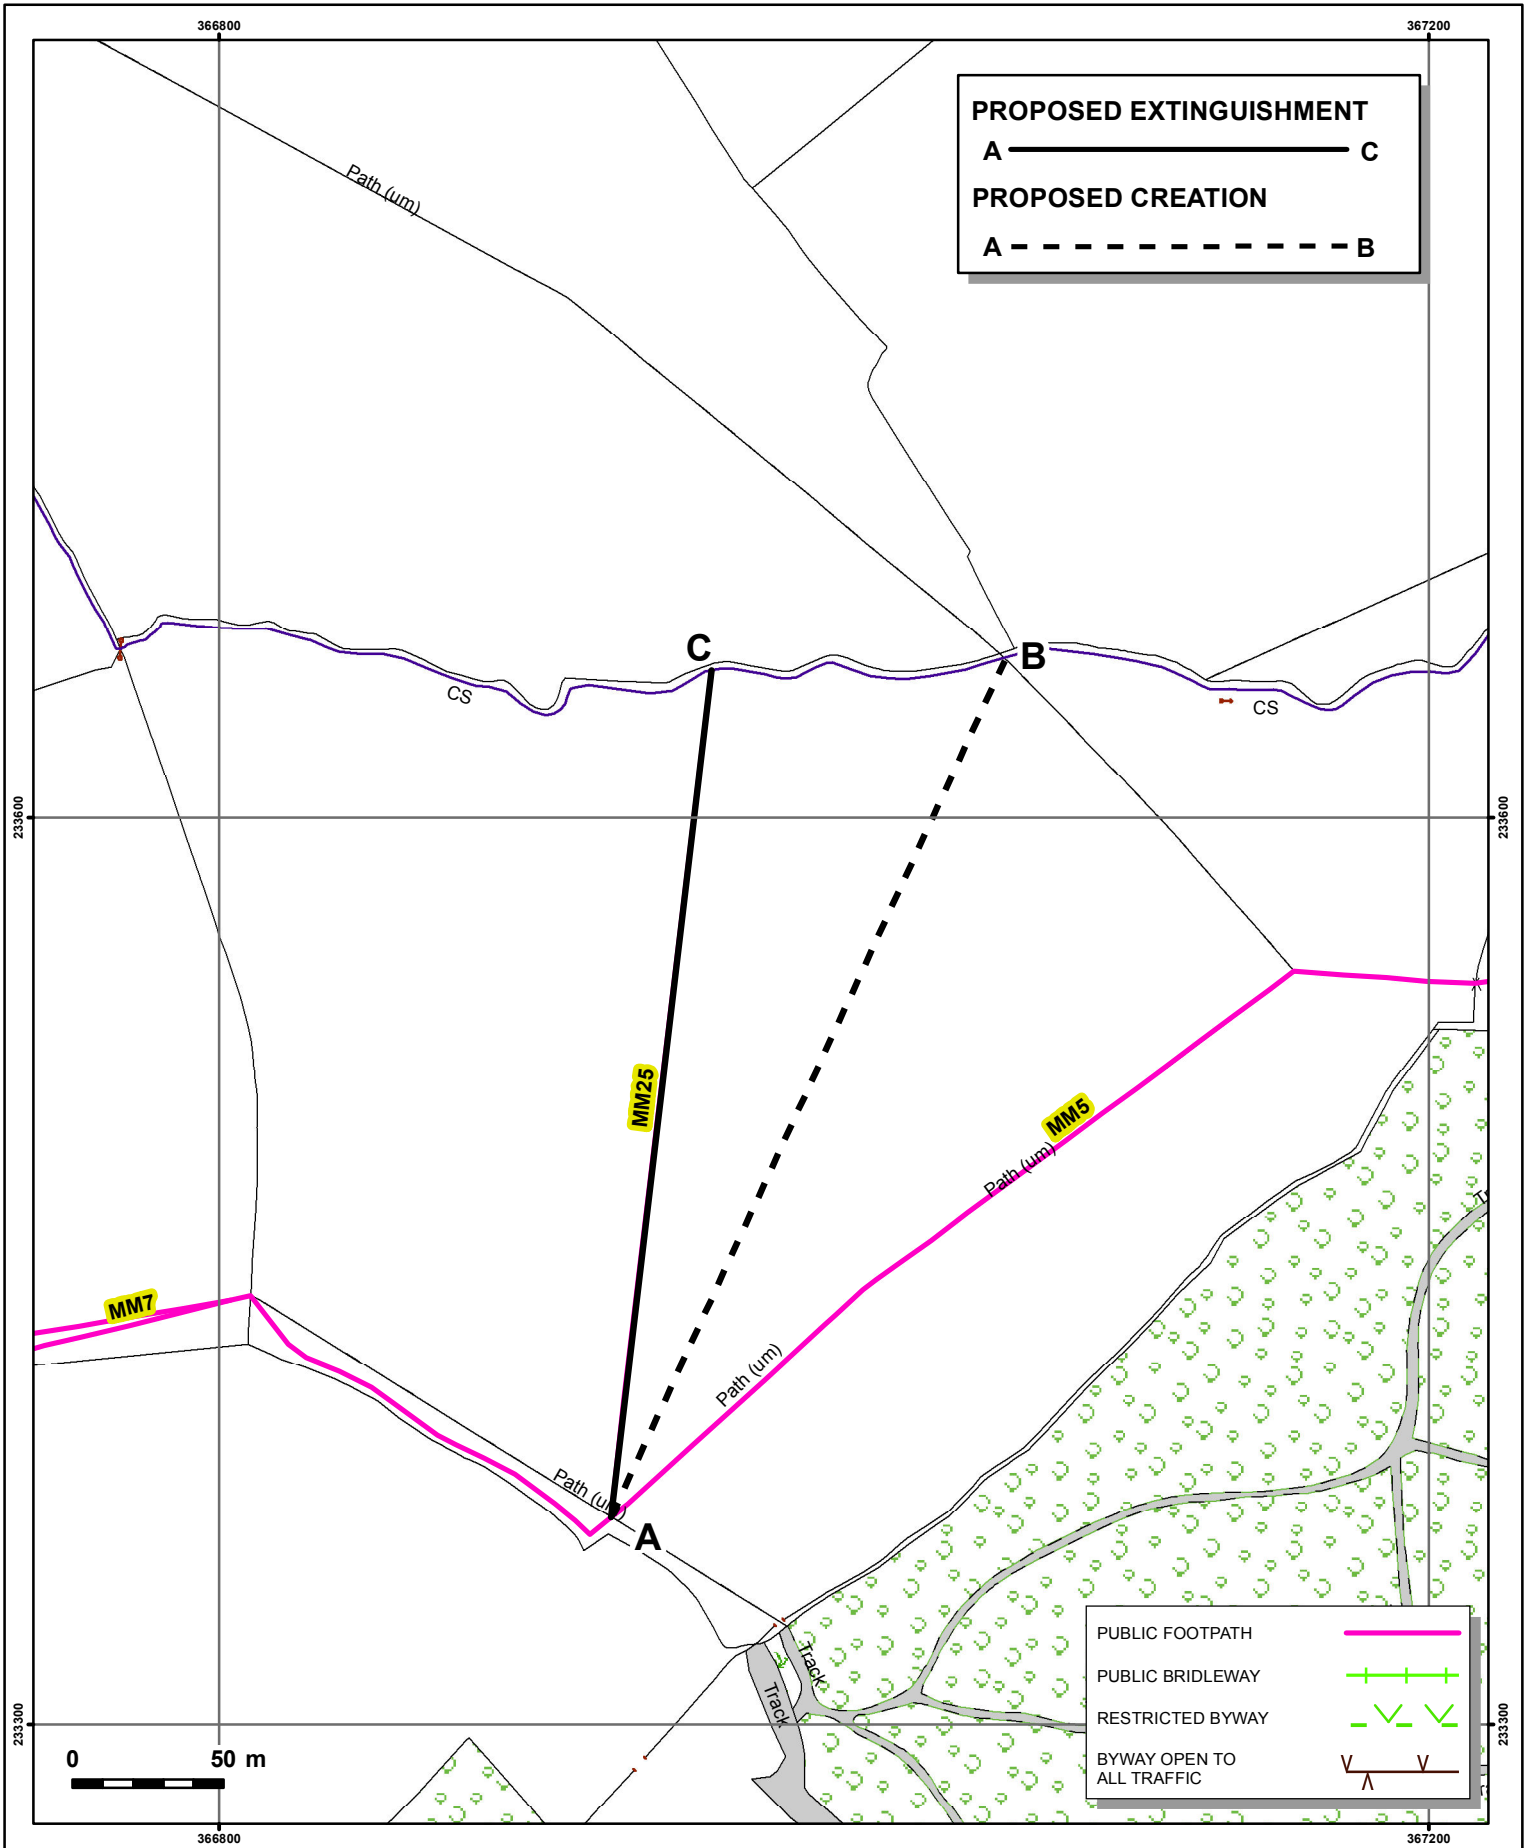 366800
367200
PROPOSED EXTINGUISHMENT
A C
PROPOSED CREATION
A B
Path (um)
C
B
CS
CS
233600
233600
MM25
MM5
Path (um)
MM7
Path (um)
Path (um)
A
Track
Track
PUBLIC FOOTPATH
PUBLIC BRIDLEWAY
RESTRICTED BYWAY
BYWAY OPEN TO
ALL TRAFFIC
233300
233300
0 50 m
366800
367200